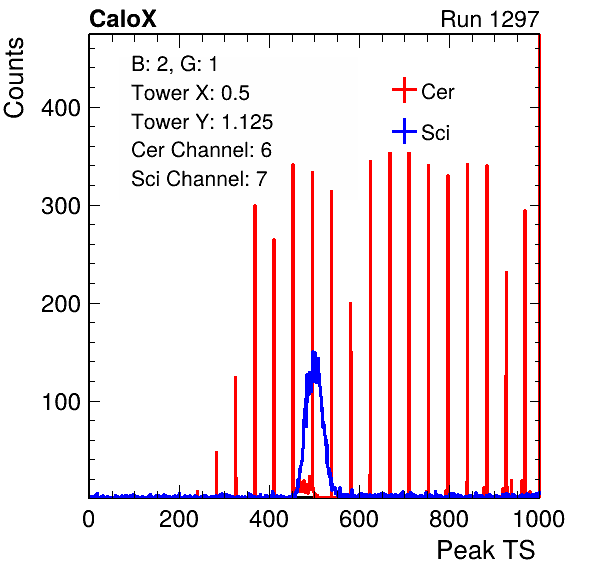 CaloX Run 1297
Counts
B: 2, G: 1
Tower X: 0.5
Tower Y: 1.125
Cer Channel: 6
Sci Channel: 7
Cer
Sci
400
300
200
100
0 200 400 600 800 1000
Peak TS